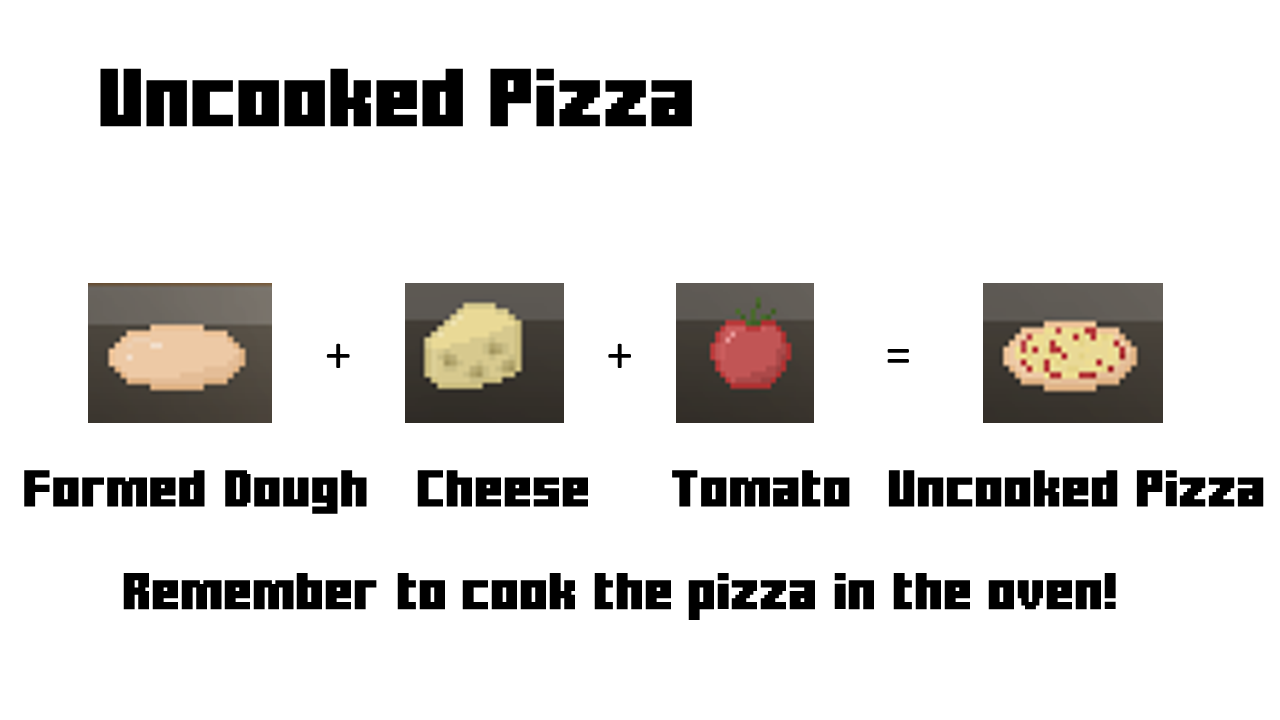 Uncooked Pizza
+ + =
Formed Dough Cheese Tomato Uncooked Pizza
Remember to cook the pizza in the oven!